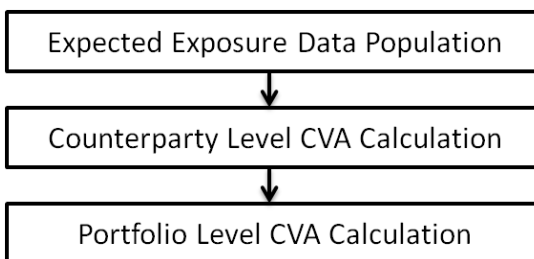 Expected Exposure Data Population
Counterparty Level CVA Calculation
Portfolio Level CVA Calculation